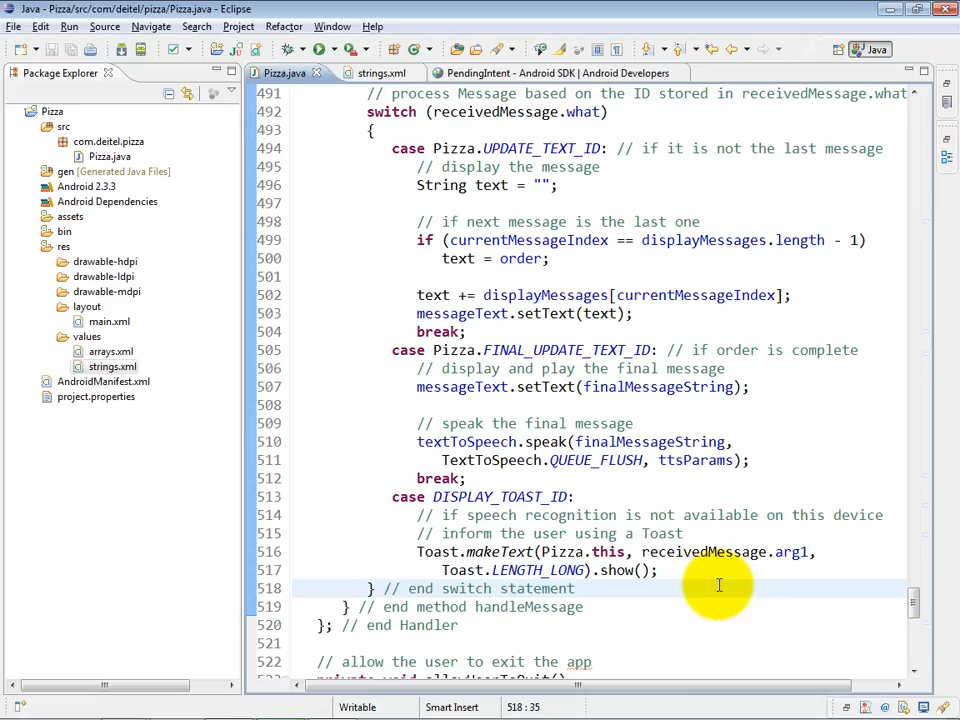 Java - Pizza/src/com/deitel/pizza/Pizza.java - Eclipse
File Edit Run Source Navigate Search Project Refactor Window Help
Java
Package Explorer
Pizza.java strings.xml PendingIntent - Android SDK | Android Developers
Pizza
src
com.deitel.pizza
Pizza.java
gen [Generated Java Files]
Android 2.3.3
Android Dependencies
assets
bin
res
drawable-hdpi
drawable-ldpi
drawable-mdpi
layout
main.xml
values
arrays.xml
strings.xml
AndroidManifest.xml
project.properties
491 // process Message based on the ID stored in receivedMessage.what
492 switch (receivedMessage.what)
493 {
494 case Pizza.UPDATE_TEXT_ID: // if it is not the last message
495 // display the message
496 String text = "";
497
498 // if next message is the last one
499 if (currentMessageIndex == displayMessages.length - 1)
500 text = order;
501
502 text += displayMessages[currentMessageIndex];
503 messageText.setText(text);
504 break;
505 case Pizza.FINAL_UPDATE_TEXT_ID: // if order is complete
506 // display and play the final message
507 messageText.setText(finalMessageString);
508
509 // speak the final message
510 textToSpeech.speak(finalMessageString,
511 TextToSpeech.QUEUE_FLUSH, ttsParams);
512 break;
513 case DISPLAY_TOAST_ID:
514 // if speech recognition is not available on this device
515 // inform the user using a Toast
516 Toast.makeText(Pizza.this, receivedMessage.arg1,
517 Toast.LENGTH_LONG).show();
518 } // end switch statement
519 } // end method handleMessage
520 }; // end Handler
521
522 // allow the user to exit the app
523 private void allowUserToQuit()
Writable Smart Insert 518 : 35